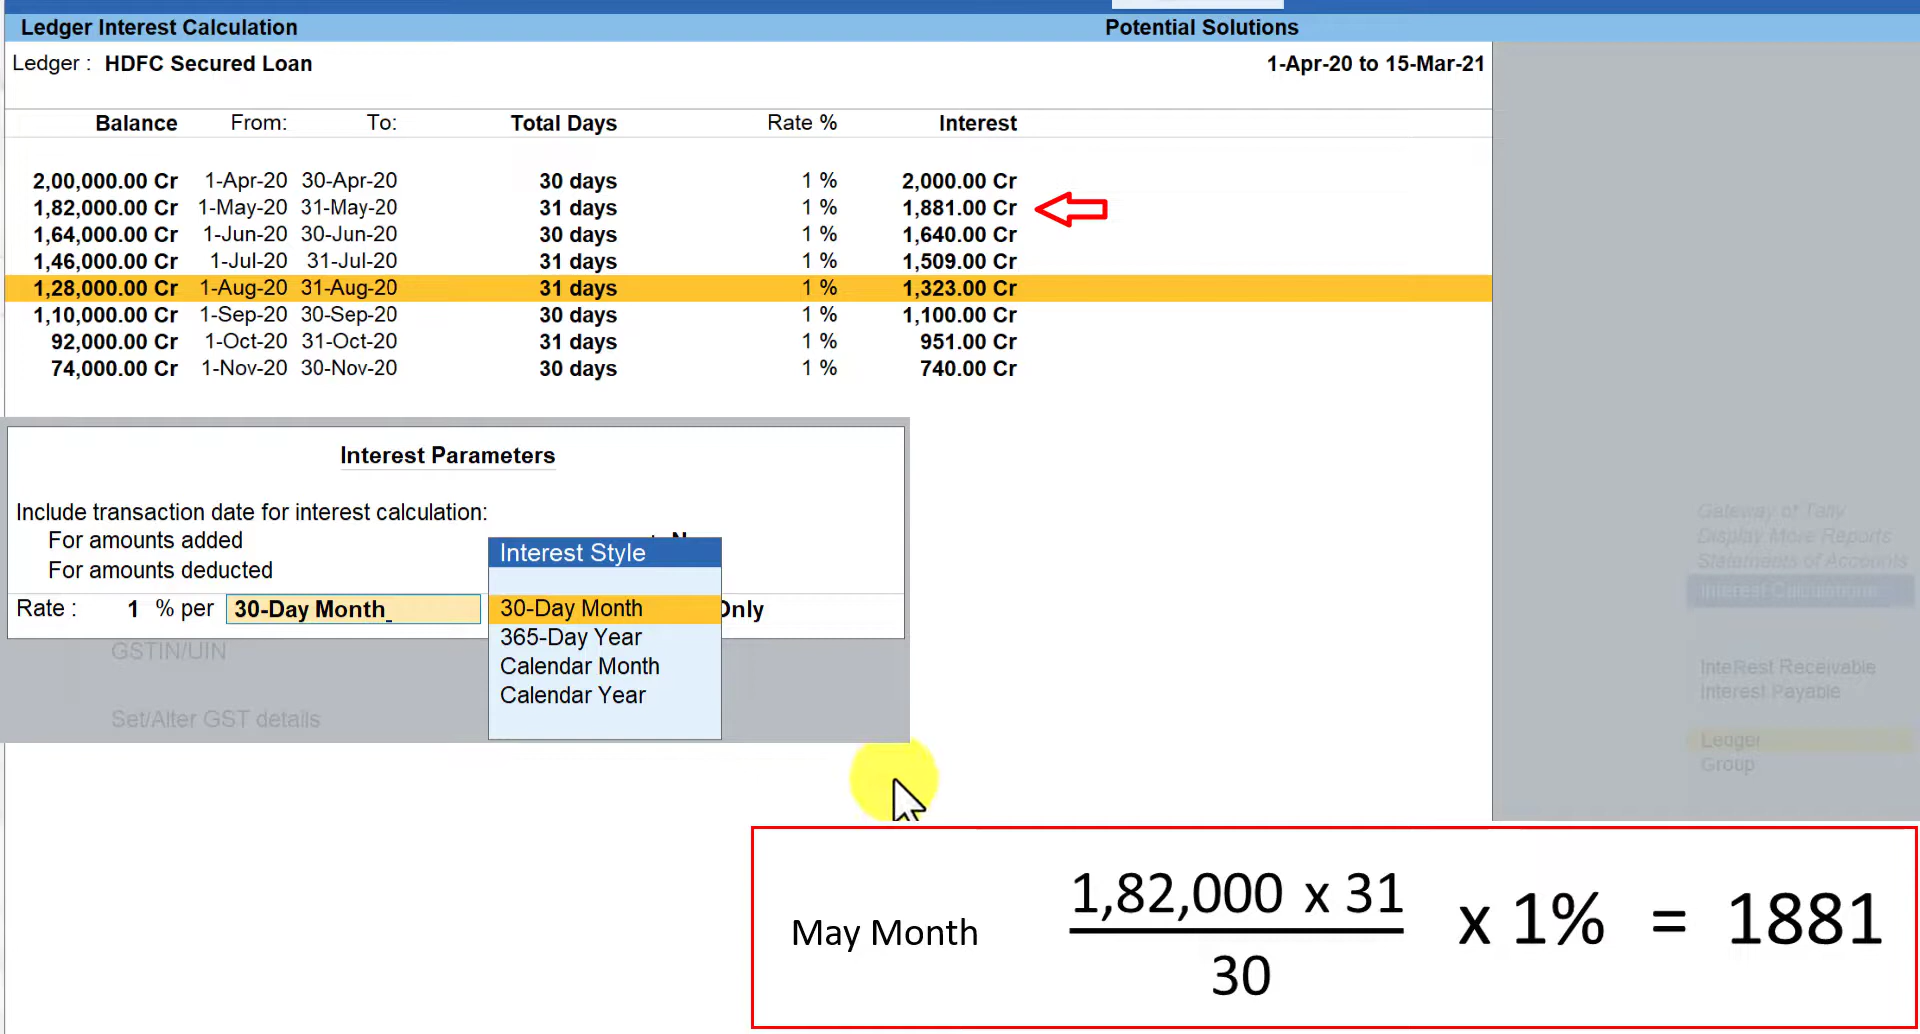 Ledger Interest Calculation Potential Solutions
Ledger : HDFC Secured Loan 1-Apr-20 to 15-Mar-21
Balance From: To: Total Days Rate % Interest
2,00,000.00 Cr 1-Apr-20 30-Apr-20 30 days 1 % 2,000.00 Cr
1,82,000.00 Cr 1-May-20 31-May-20 31 days 1 % 1,881.00 Cr
1,64,000.00 Cr 1-Jun-20 30-Jun-20 30 days 1 % 1,640.00 Cr
1,46,000.00 Cr 1-Jul-20 31-Jul-20 31 days 1 % 1,509.00 Cr
1,28,000.00 Cr 1-Aug-20 31-Aug-20 31 days 1 % 1,323.00 Cr
1,10,000.00 Cr 1-Sep-20 30-Sep-20 30 days 1 % 1,100.00 Cr
92,000.00 Cr 1-Oct-20 31-Oct-20 31 days 1 % 951.00 Cr
74,000.00 Cr 1-Nov-20 30-Nov-20 30 days 1 % 740.00 Cr
Interest Parameters
Include transaction date for interest calculation:
For amounts added
For amounts deducted
Rate : 1 % per 30-Day Month Only
Interest Style
30-Day Month
365-Day Year
Calendar Month
Calendar Year
GSTIN/UIN
Set/Alter GST details
Gateway of Tally
Display More Reports
Statements of Accounts
Interest Calculations
InteRest Receivable
Interest Payable
Ledger
Group
May Month
1,82,000 x 31
30
x 1% = 1881